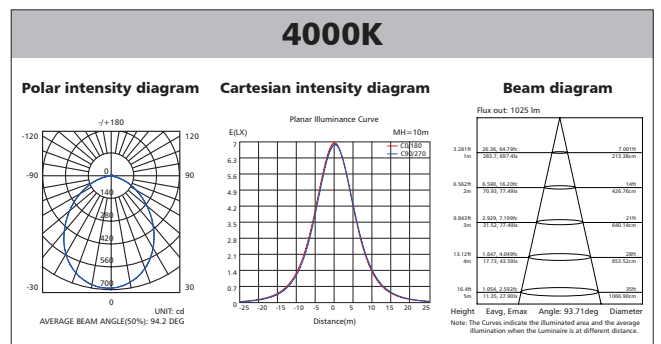 4000K
Polar intensity diagram
Cartesian intensity diagram
Beam diagram
-/+180
-120
120
-90
90
-30
30
0
140
280
420
560
700
0
UNIT: cd
AVERAGE BEAM ANGLE(50%): 94.2 DEG
Planar Illuminance Curve
E(LX)
MH=10m
C0/180
C90/270
7
6.3
5.6
4.9
4.2
3.5
2.8
2.1
1.4
0.7
0
-25 -20 -15 -10 -5 0 5 10 15 20 25
Distance(m)
Flux out: 1025 lm
3.281ft 26.36, 64.79fc 7.001ft
1m 283.7, 697.4lx 213.38cm
6.562ft 6.590, 16.20fc 14ft
2m 70.93, 77.49lx 426.76cm
9.843ft 2.929, 7.199fc 21ft
3m 31.52, 77.49lx 640.14cm
13.12ft 1.647, 4.049fc 28ft
4m 17.73, 43.59lx 853.52cm
16.4ft 1.054, 2.592fc 35ft
5m 11.35, 27.90lx 1066.90cm
Height Eavg, Emax Angle: 93.71deg Diameter
Note: The Curves indicate the illuminated area and the average
illumination when the Luminaire is at different distance.